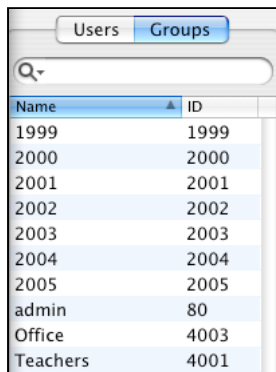 Users Groups
Name ID
1999 1999
2000 2000
2001 2001
2002 2002
2003 2003
2004 2004
2005 2005
admin 80
Office 4003
Teachers 4001